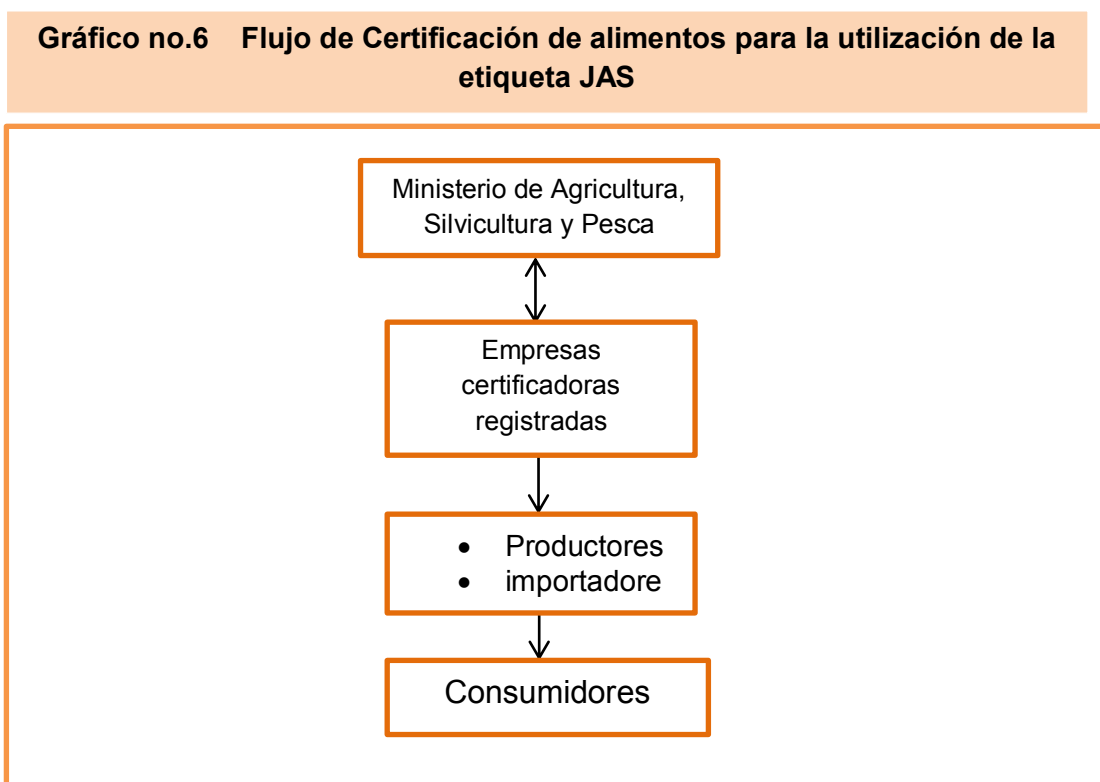 Gráfico no.6 Flujo de Certificación de alimentos para la utilización de la
etiqueta JAS
Ministerio de Agricultura,
Silvicultura y Pesca
Empresas
certificadoras
registradas
• Productores
• importadore
Consumidores